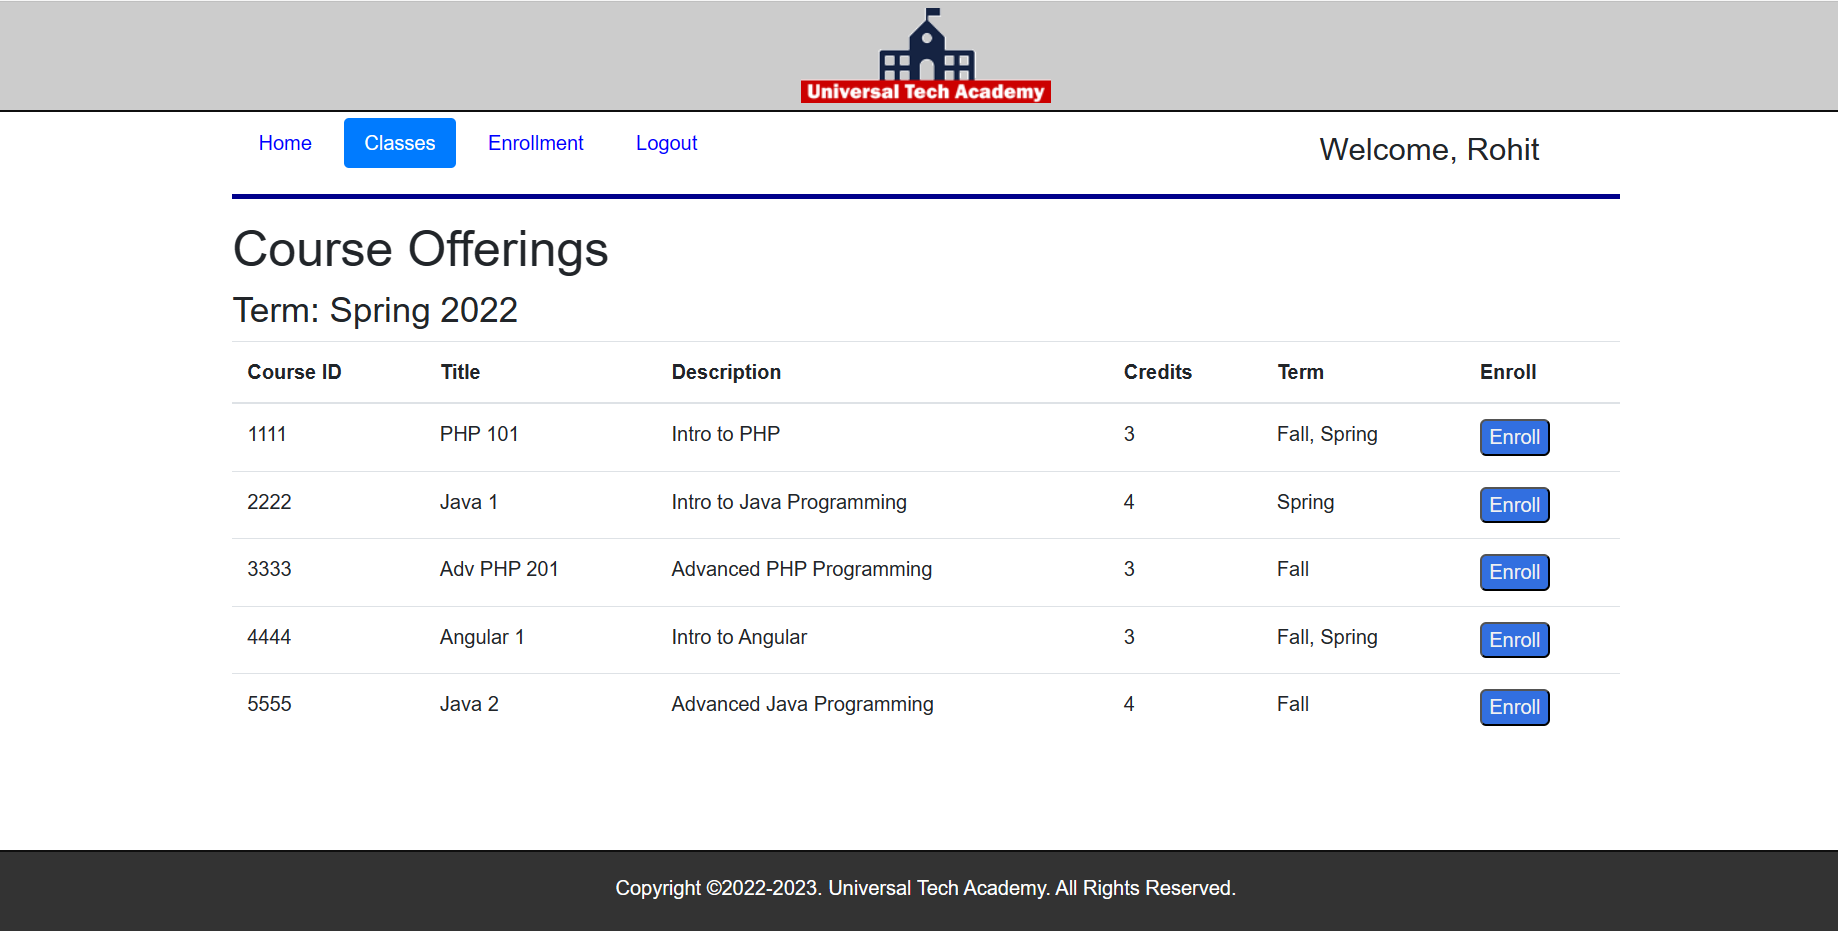 Universal Tech Academy
Home Classes Enrollment Logout Welcome, Rohit
Course Offerings
Term: Spring 2022
Course ID Title Description Credits Term Enroll
1111 PHP 101 Intro to PHP 3 Fall, Spring Enroll
2222 Java 1 Intro to Java Programming 4 Spring Enroll
3333 Adv PHP 201 Advanced PHP Programming 3 Fall Enroll
4444 Angular 1 Intro to Angular 3 Fall, Spring Enroll
5555 Java 2 Advanced Java Programming 4 Fall Enroll
Copyright ©2022-2023. Universal Tech Academy. All Rights Reserved.